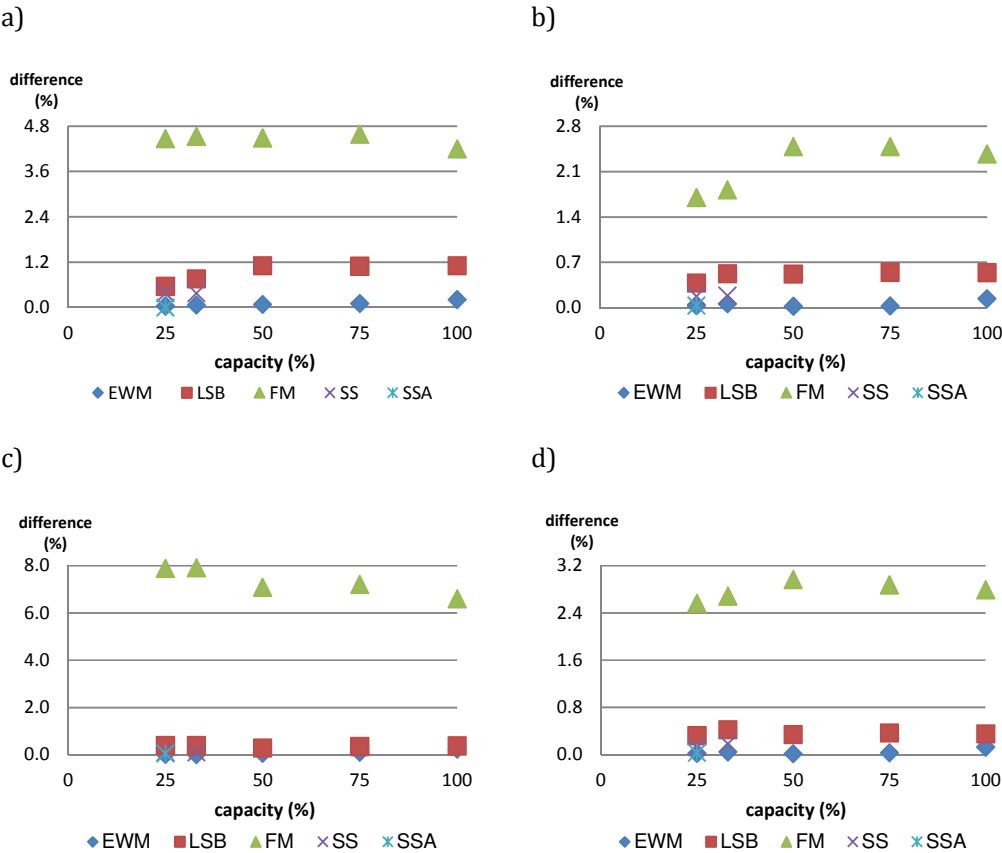 a)
difference
(%)
4.8
3.6
2.4
1.2
0.0
0 25 50 75 100
capacity (%)
EWM LSB FM SS SSA
b)
difference
(%)
2.8
2.1
1.4
0.7
0.0
0 25 50 75 100
capacity (%)
EWM LSB FM SS SSA
c)
difference
(%)
8.0
6.0
4.0
2.0
0.0
0 25 50 75 100
capacity (%)
EWM LSB FM SS SSA
d)
difference
(%)
3.2
2.4
1.6
0.8
0.0
0 25 50 75 100
capacity (%)
EWM LSB FM SS SSA